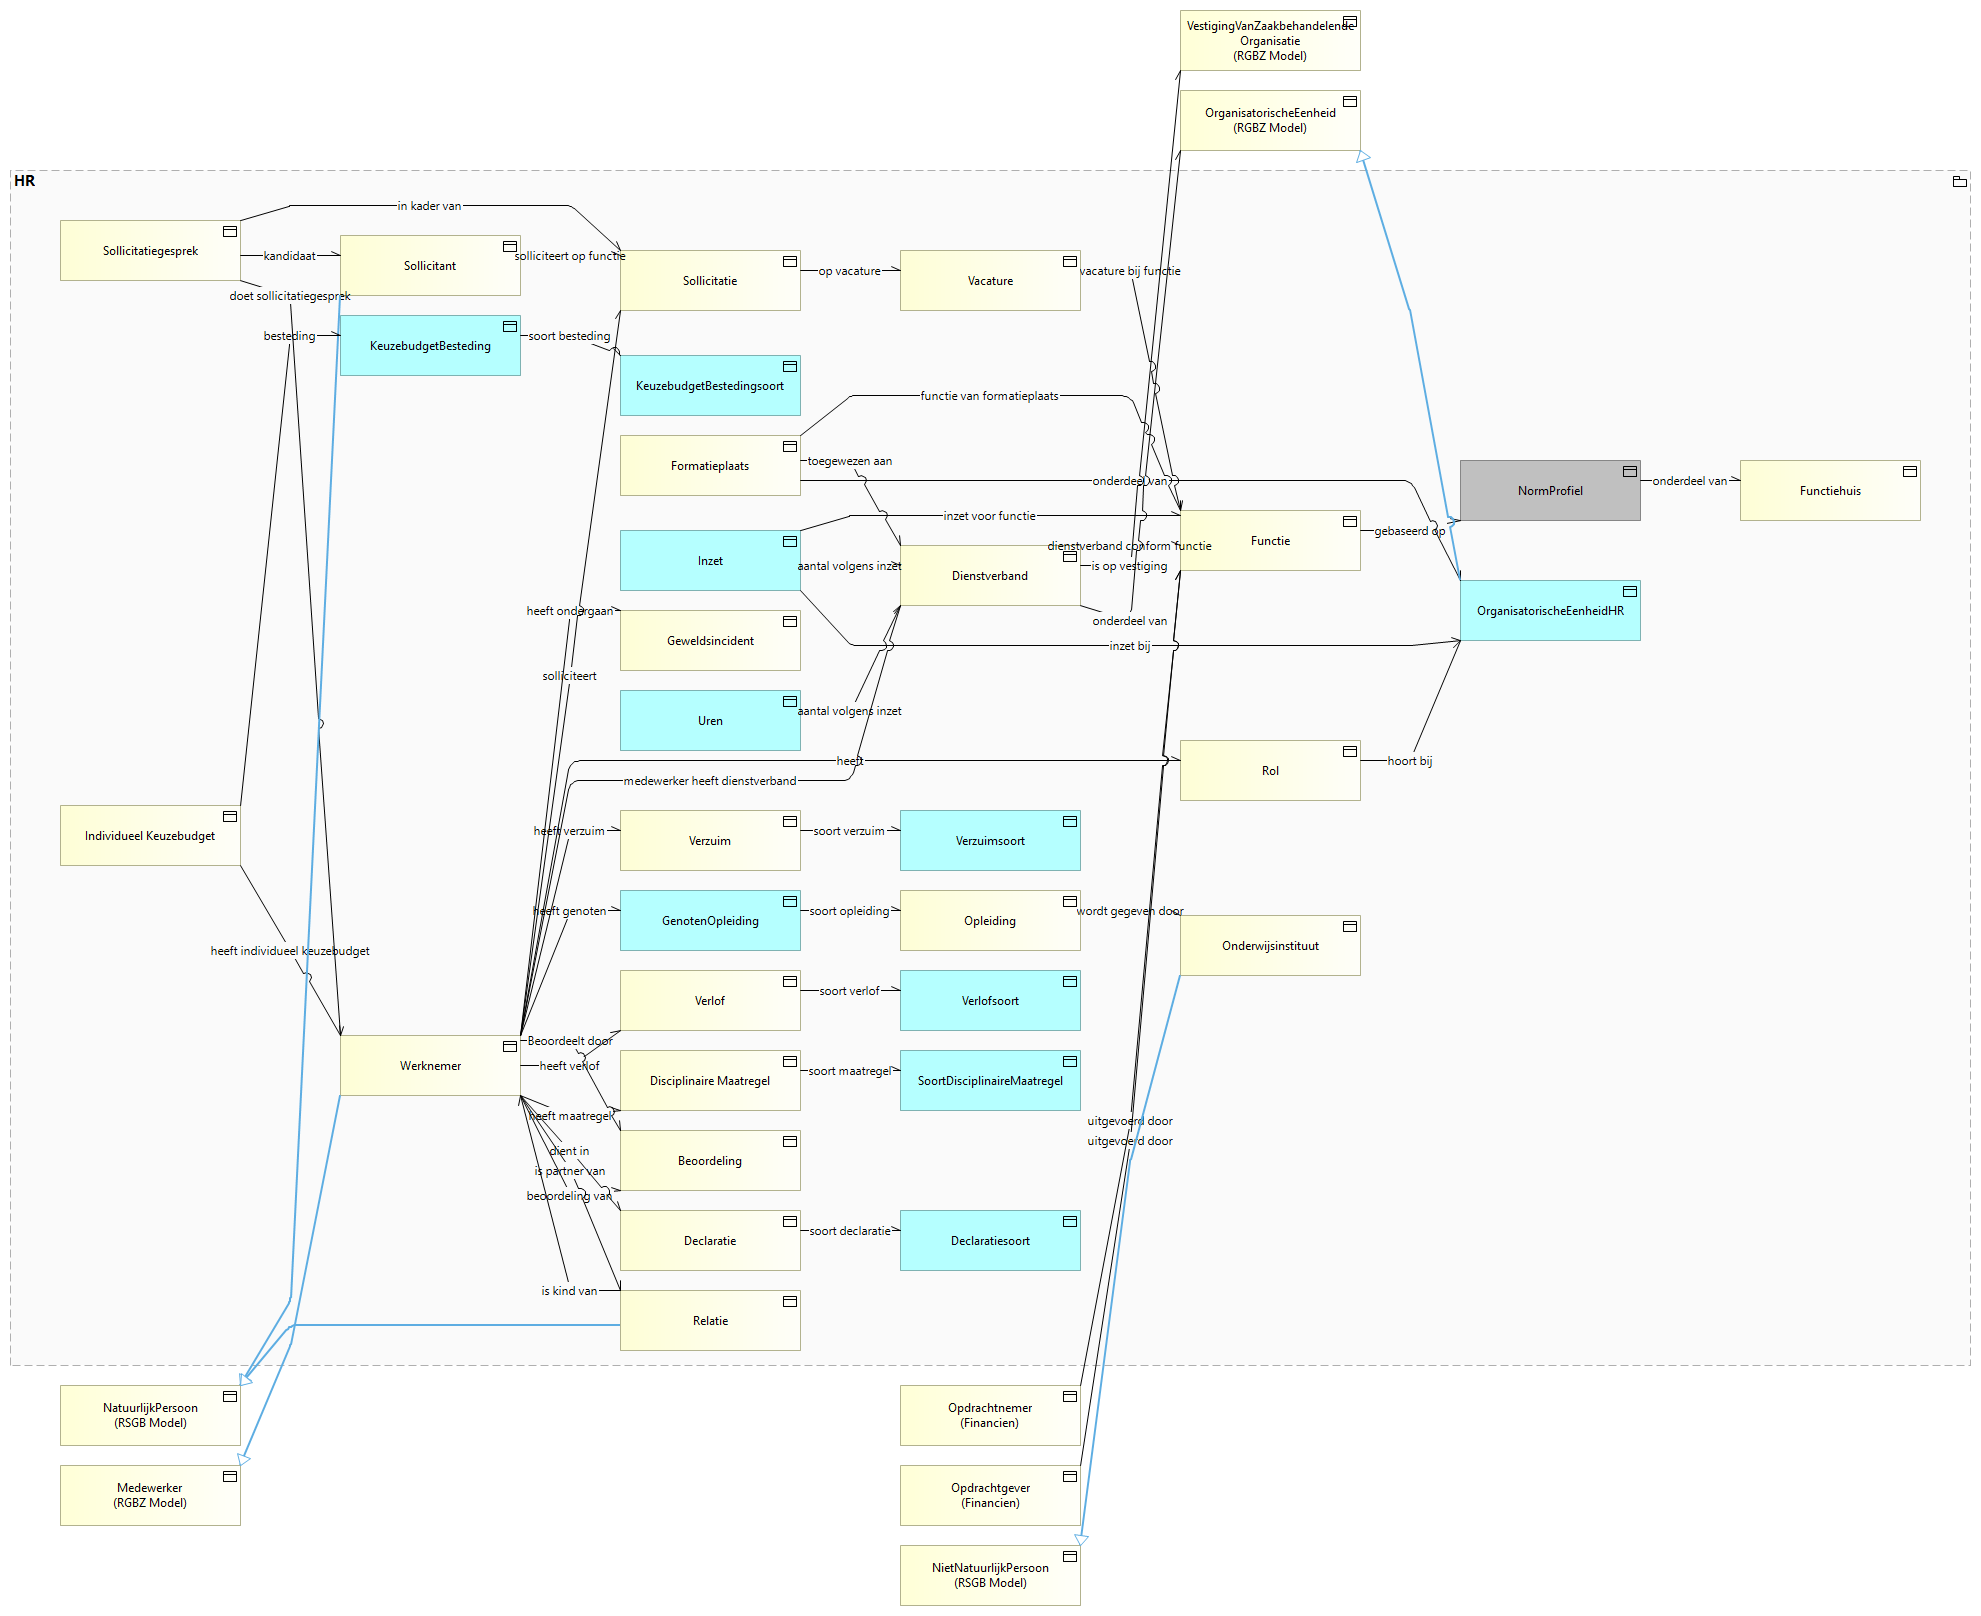 VestigingVanZaakbehandelende
Organisatie
(RGBZ Model)
OrganisatorischeEenheid
(RGBZ Model)
HR
in kader van
Sollicitatiegesprek
kandidaat
Sollicitant
solliciteert op functie
Sollicitatie
op vacature
Vacature
vacature bij functie
doet sollicitatiegesprek
besteding
KeuzebudgetBesteding
soort besteding
KeuzebudgetBestedingsoort
functie van formatieplaats
Formatieplaats
toegewezen aan
onderdeel van
NormProfiel
onderdeel van
Functiehuis
inzet voor functie
Functie
gebaseerd op
dienstverband conform functie
Inzet
aantal volgens inzet
Dienstverband
is op vestiging
OrganisatorischeEenheidHR
heeft ondergaan
Geweldsincident
onderdeel van
inzet bij
solliciteert
Uren
aantal volgens inzet
heeft
Rol
hoort bij
medewerker heeft dienstverband
Individueel Keuzebudget
heeft verzuim
Verzuim
soort verzuim
Verzuimsoort
heeft genoten
GenotenOpleiding
soort opleiding
Opleiding
wordt gegeven door
Onderwijsinstituut
heeft individueel keuzebudget
Verlof
soort verlof
Verlofsoort
Werknemer
Beoordeelt door
heeft verlof
Disciplinaire Maatregel
soort maatregel
SoortDisciplinaireMaatregel
heeft maatregel
uitgevoerd door
uitgevoerd door
dient in
is partner van
Beoordeling
beoordeling van
Declaratie
soort declaratie
Declaratiesoort
is kind van
Relatie
NatuurlijkPersoon
(RSGB Model)
Opdrachtnemer
(Financien)
Medewerker
(RGBZ Model)
Opdrachtgever
(Financien)
NietNatuurlijkPersoon
(RSGB Model)